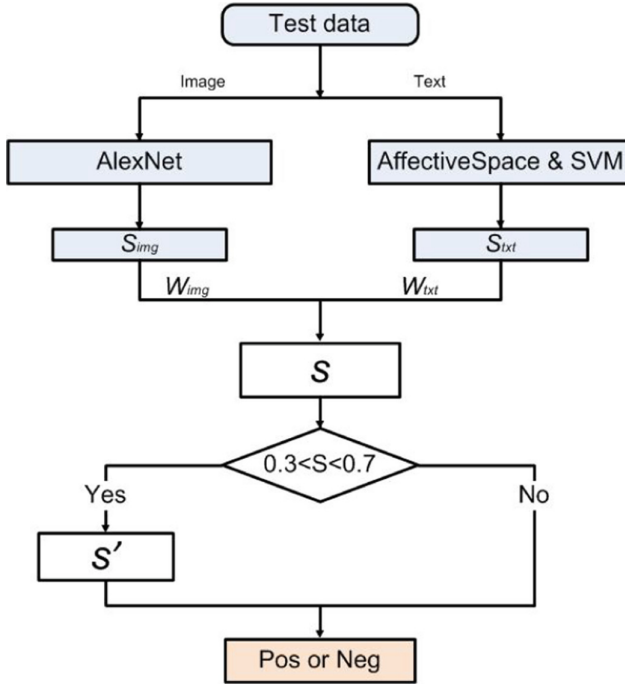 Test data
Image
Text
AlexNet
AffectiveSpace & SVM
Simg
Stxt
Wimg
Wtxt
S
0.3<S<0.7
Yes
No
S′
Pos or Neg